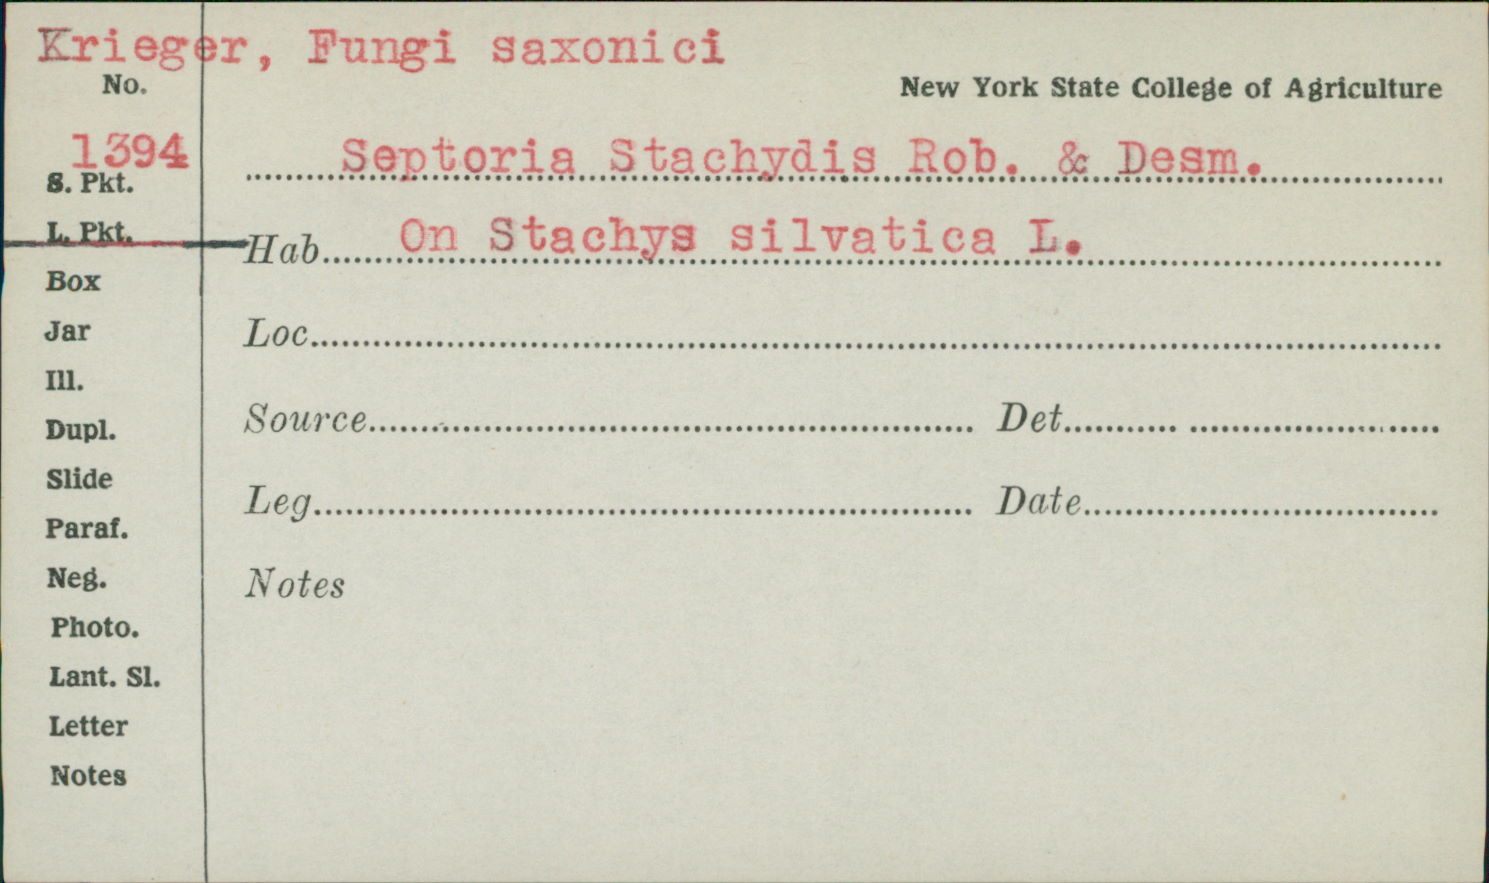 Krieger, Fungi saxonici
No.
New York State College of Agriculture
1394
Septoria Stachydis Rob. & Desm.
S. Pkt.
L. Pkt.
Hab. On Stachys silvatica L.
Box
Jar
Loc.
Ill.
Dupl.
Source Det.
Slide
Leg. Date
Paraf.
Neg.
Notes
Photo.
Lant. Sl.
Letter
Notes